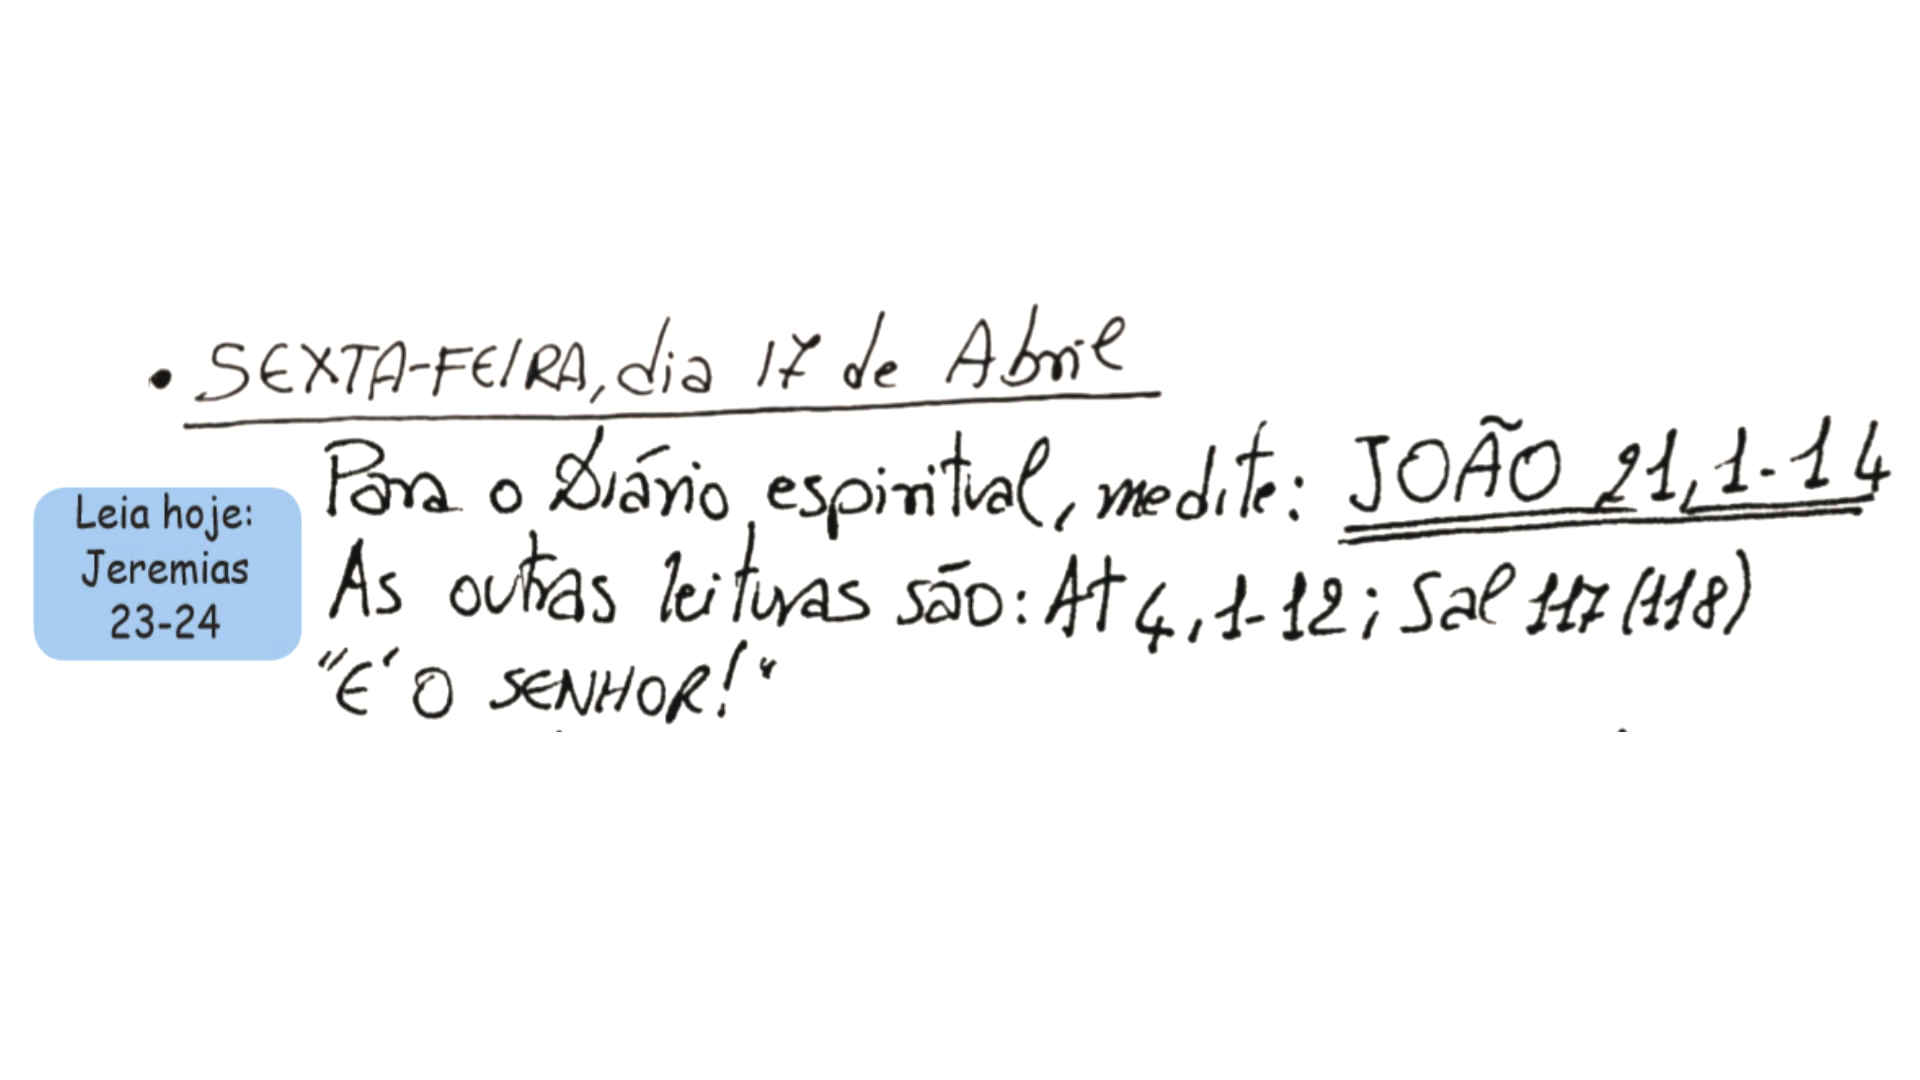 • SEXTA-FEIRA, dia 17 de Abril
Para o Diário espiritual, medite: JOÃO 21,1-14
Leia hoje:
Jeremias
23-24
As outras leituras são: At 4,1-12; Sal 117 (118)
"É O SENHOR!"